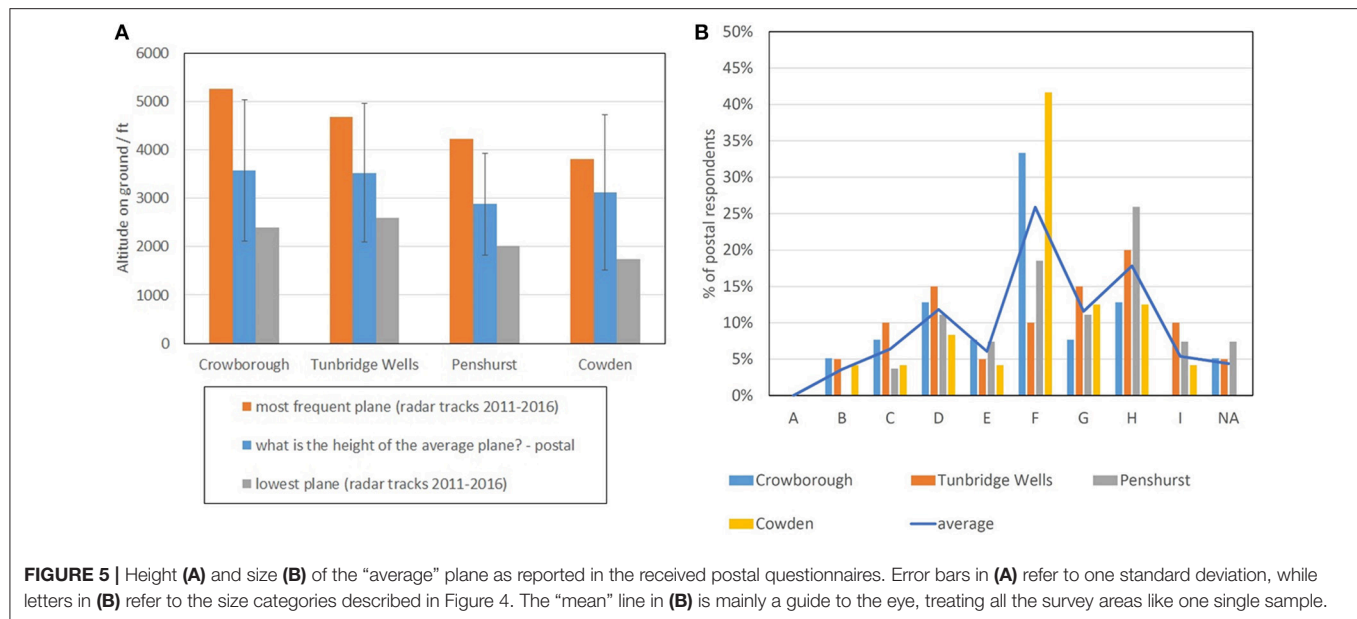 A
6000
5000
4000
3000
2000
1000
0
Altitude on ground / ft
Crowborough Tunbridge Wells Penshurst Cowden
most frequent plane (radar tracks 2011-2016)
what is the height of the average plane? - postal
lowest plane (radar tracks 2011-2016)
B
50%
45%
40%
35%
30%
25%
20%
15%
10%
5%
0%
% of postal respondents
A B C D E F G H I NA
Crowborough Tunbridge Wells Penshurst
Cowden average
FIGURE 5 | Height (A) and size (B) of the “average” plane as reported in the received postal questionnaires. Error bars in (A) refer to one standard deviation, while
letters in (B) refer to the size categories described in Figure 4. The “mean” line in (B) is mainly a guide to the eye, treating all the survey areas like one single sample.